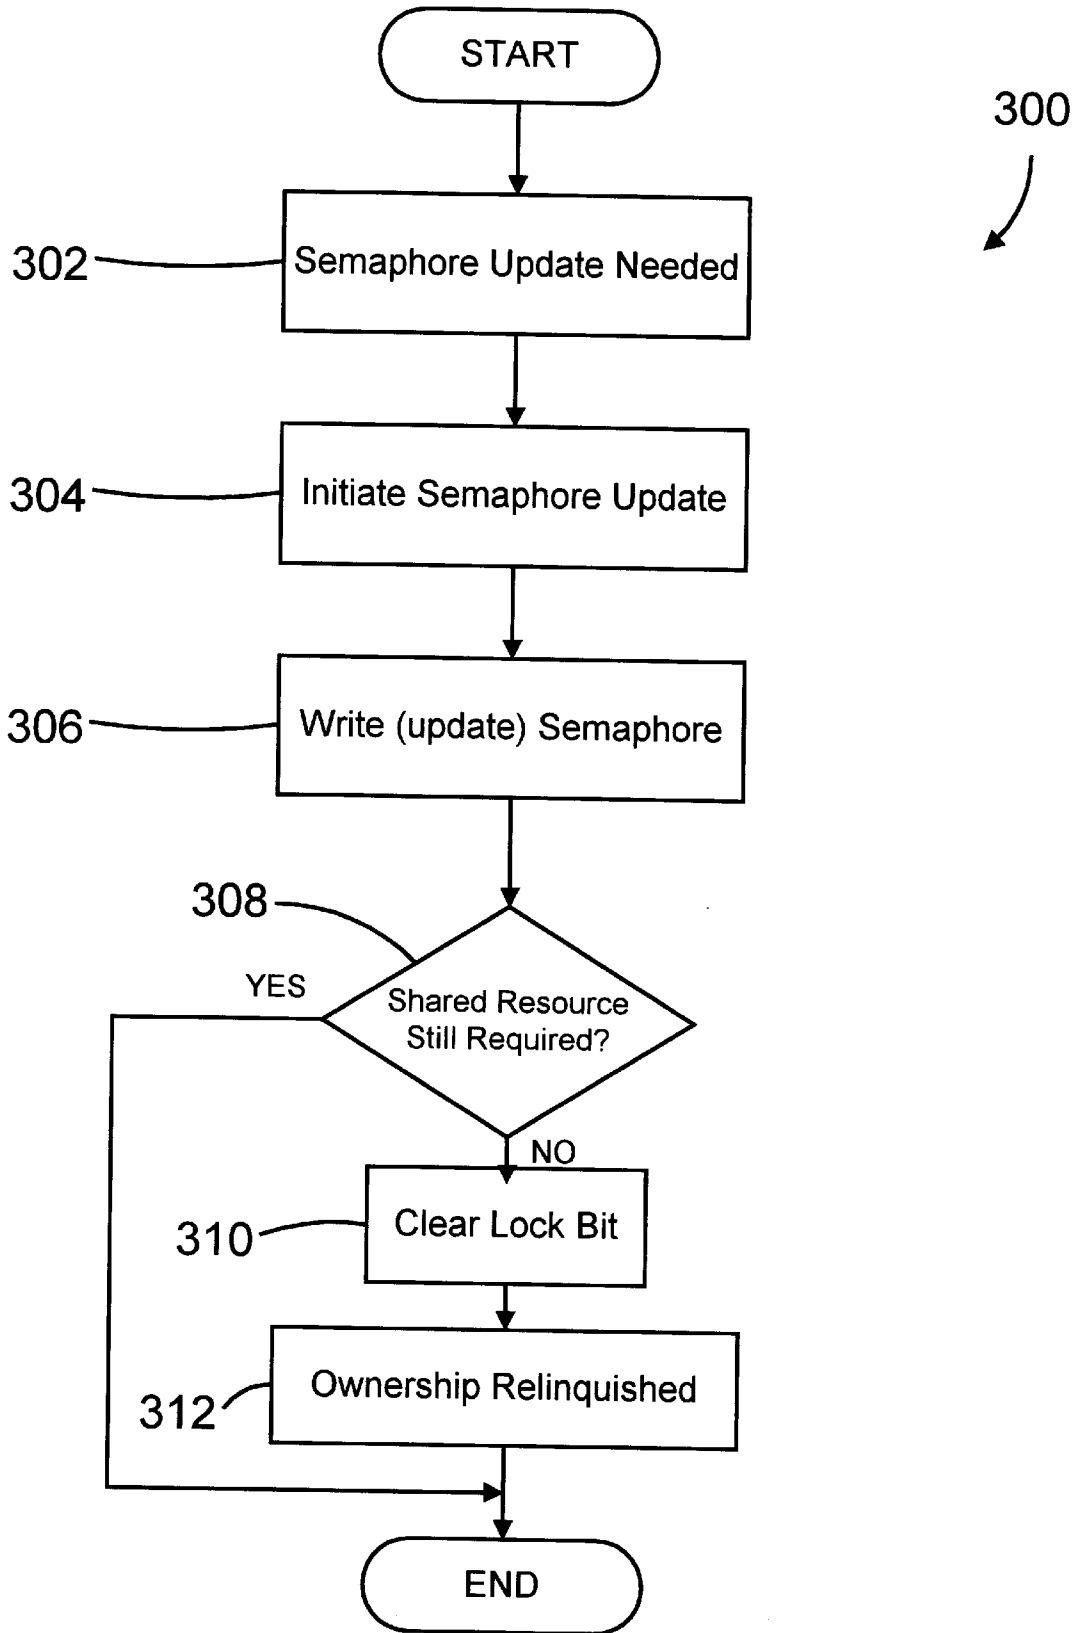 START
300
302
Semaphore Update Needed
304
Initiate Semaphore Update
306
Write (update) Semaphore
308
YES
Shared Resource
Still Required?
NO
310
Clear Lock Bit
312
Ownership Relinquished
END